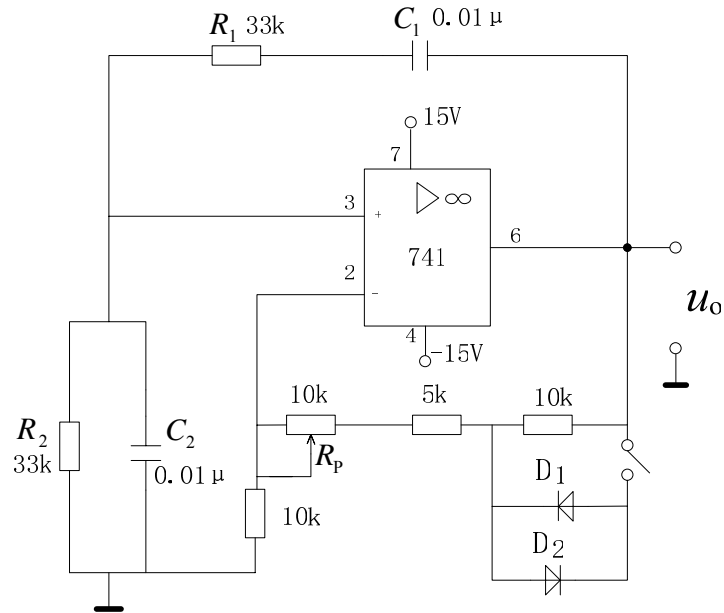 R1 33k
C1 0.01μ
15V
7
▷∞
3
+
741
6
2
-
4
-15V
uo
10k
5k
10k
R2
33k
C2
0.01μ
RP
10k
D1
D2